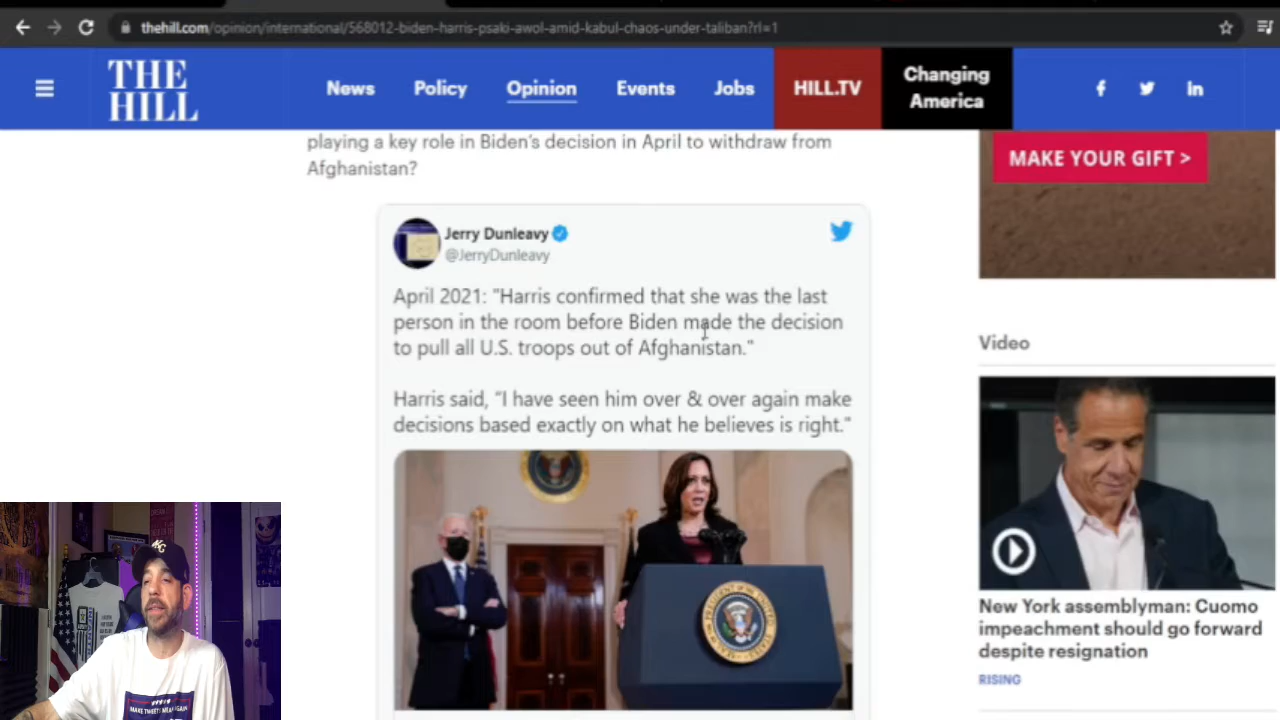 thehill.com/opinion/international/568012-biden-harris-psaki-awol-amid-kabul-chaos-under-taliban?rl=1
THE
HILL
News
Policy
Opinion
Events
Jobs
HILL.TV
Changing
America
playing a key role in Biden's decision in April to withdraw from
Afghanistan?
MAKE YOUR GIFT >
Jerry Dunleavy
@JerryDunleavy
April 2021: "Harris confirmed that she was the last
person in the room before Biden made the decision
to pull all U.S. troops out of Afghanistan."
Harris said, "I have seen him over & over again make
decisions based exactly on what he believes is right."
Video
New York assemblyman: Cuomo
impeachment should go forward
despite resignation
RISING